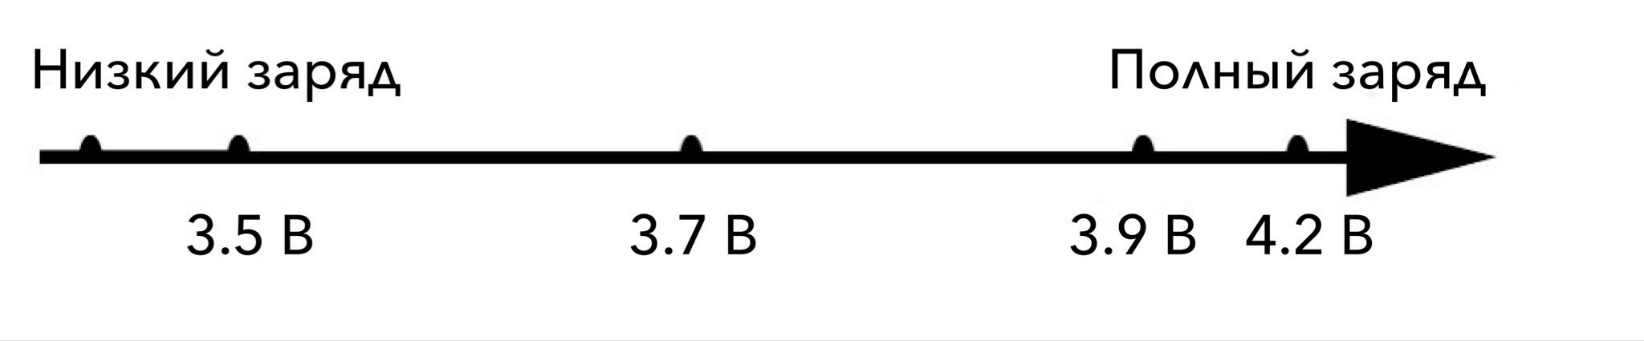 Низкий заряд Полный заряд
3.5 В 3.7 В 3.9 В 4.2 В